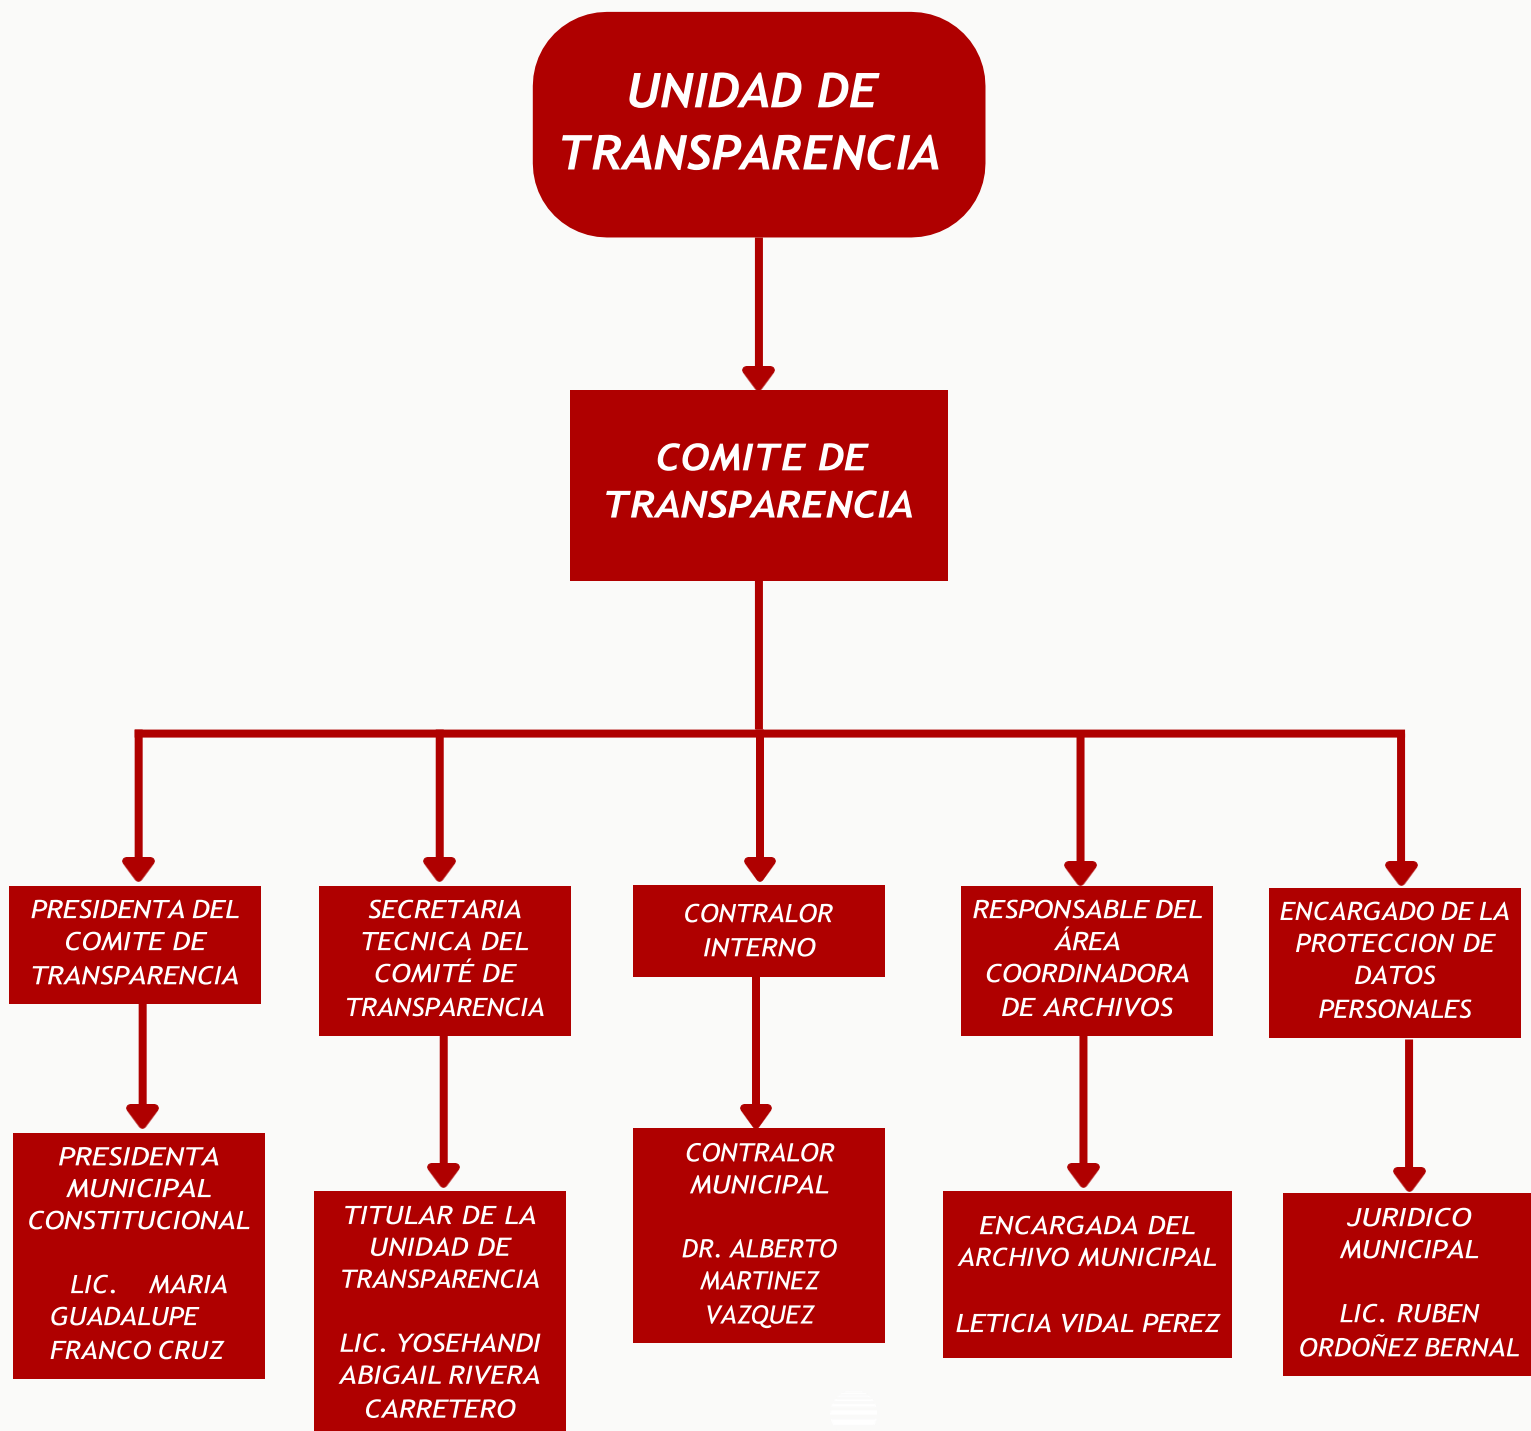 UNIDAD DE
TRANSPARENCIA
COMITE DE
TRANSPARENCIA
PRESIDENTA DEL
COMITE DE
TRANSPARENCIA
SECRETARIA
TECNICA DEL
COMITÉ DE
TRANSPARENCIA
CONTRALOR
INTERNO
RESPONSABLE DEL
ÁREA
COORDINADORA
DE ARCHIVOS
ENCARGADO DE LA
PROTECCION DE
DATOS
PERSONALES
PRESIDENTA
MUNICIPAL
CONSTITUCIONAL
LIC. MARIA
GUADALUPE
FRANCO CRUZ
TITULAR DE LA
UNIDAD DE
TRANSPARENCIA
LIC. YOSEHANDI
ABIGAIL RIVERA
CARRETERO
CONTRALOR
MUNICIPAL
DR. ALBERTO
MARTINEZ
VAZQUEZ
ENCARGADA DEL
ARCHIVO MUNICIPAL
LETICIA VIDAL PEREZ
JURIDICO
MUNICIPAL
LIC. RUBEN
ORDOÑEZ BERNAL